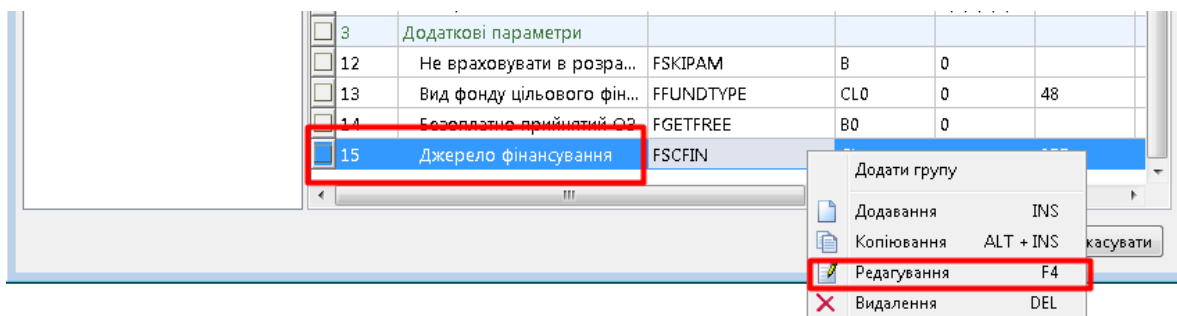 3 Додаткові параметри
12 Не враховувати в розра... FSKIPAM B 0
13 Вид фонду цільового фін... FFUNDTYPE CL0 0 48
14 Безоплатно прийнятий ОЗ FGETFREE B0 0
15 Джерело фінансування FSCFIN
Додати групу
Додавання INS
Копіювання ALT + INS
касувати
Редагування F4
Видалення DEL